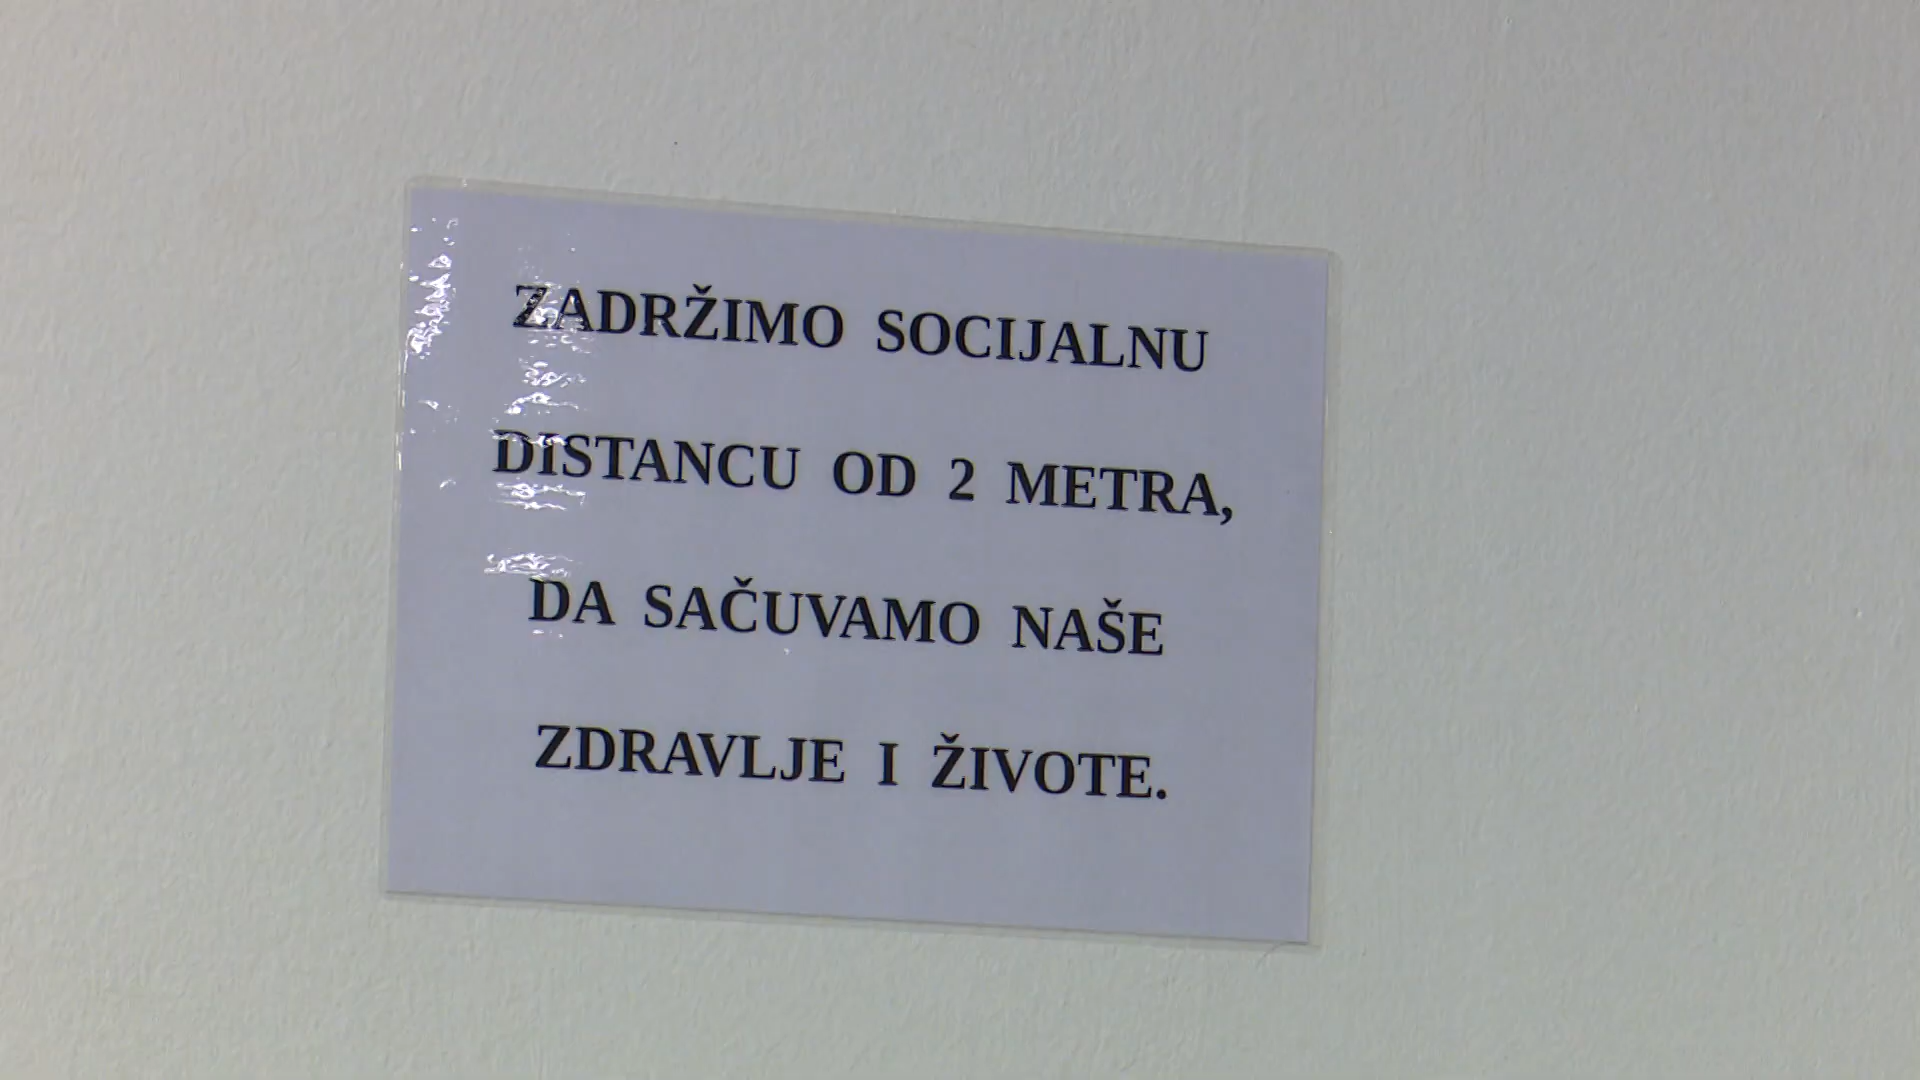 ZADRŽIMO SOCIJALNU
DISTANCU OD 2 METRA,
DA SAČUVAMO NAŠE
ZDRAVLJE I ŽIVOTE.